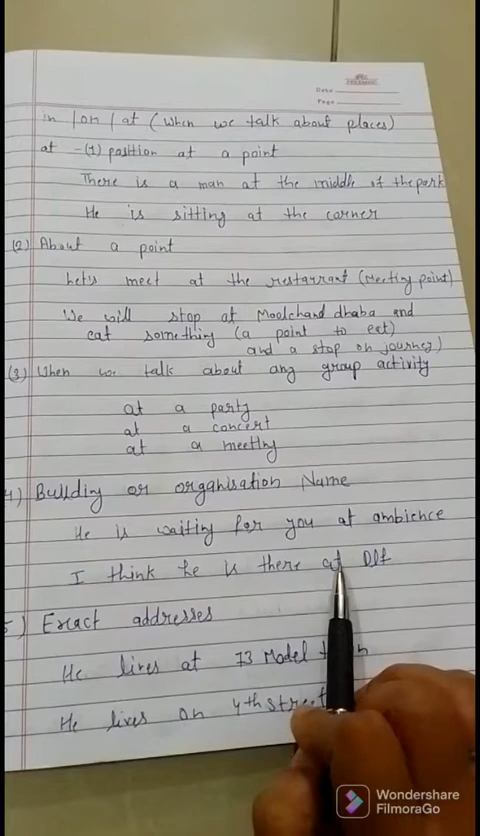 Date
Page
in / on / at (When we talk about places)
at - (1) position at a point
There is a man at the middle of the park
He is sitting at the corner
(2) About a point
Let's meet at the restaurant (Meeting point)
We will stop at Moolchand dhaba and
eat something (a point to eat)
and a stop on journey)
(3) When we talk about any group activity
at a party
at a concert
at a meeting
4) Building or organisation Name
He is waiting for you at ambience
I think he is there at Dlf
5) Exact addresses
He lives at 73 Model
He lives on 4th street
Wondershare
FilmoraGo